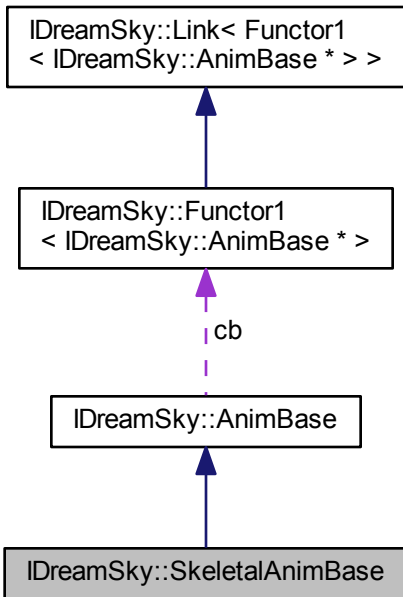 IDreamSky::Link< Functor1
< IDreamSky::AnimBase * > >
IDreamSky::Functor1
< IDreamSky::AnimBase * >
cb
IDreamSky::AnimBase
IDreamSky::SkeletalAnimBase